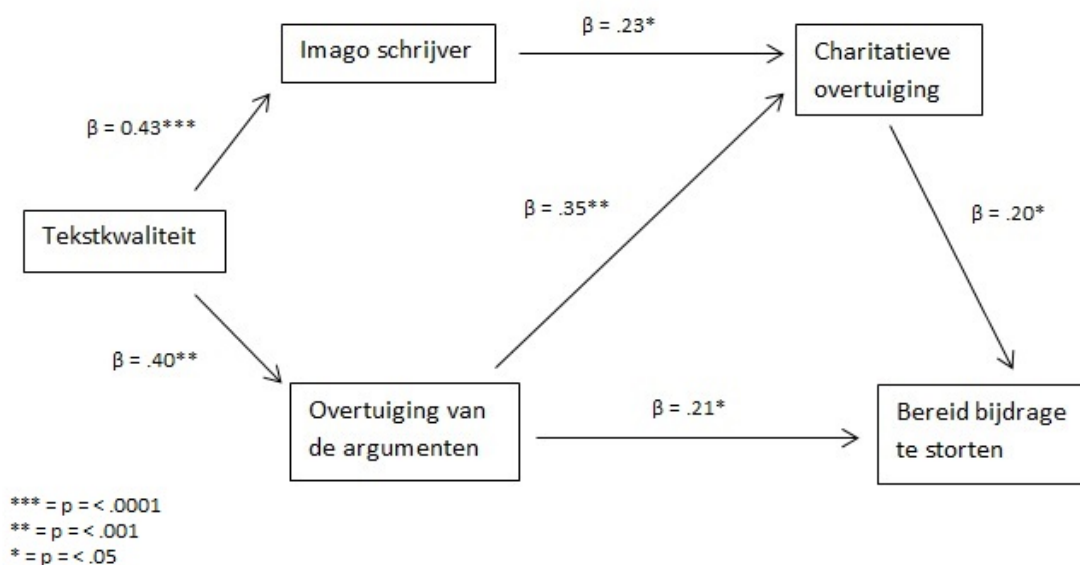 β = .23*
Imago schrijver
Charitatieve
overtuiging
β = 0.43***
β = .35**
β = .20*
Tekstkwaliteit
β = .40**
Overtuiging van
de argumenten
β = .21*
Bereid bijdrage
te storten
*** = p = < .0001
** = p = < .001
* = p = < .05